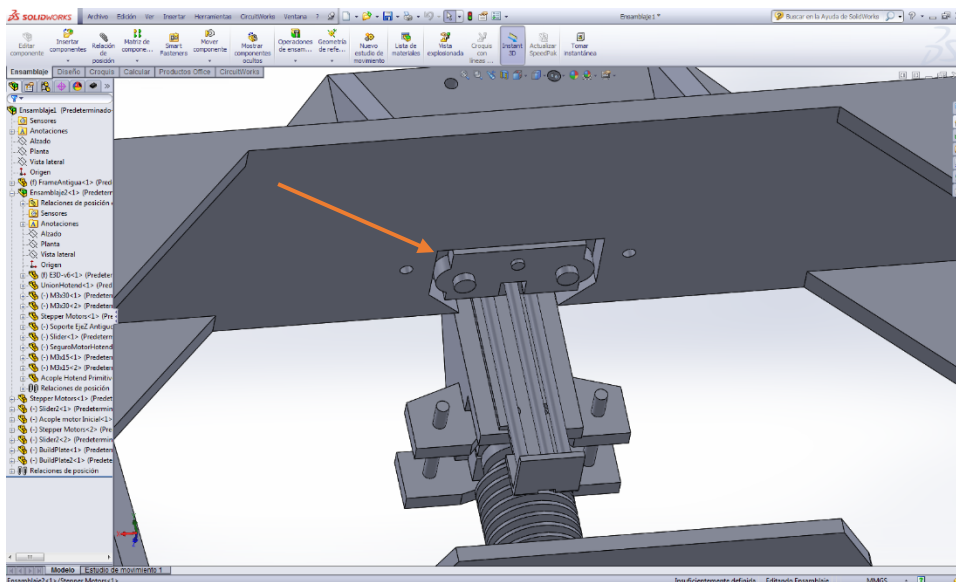 SOLIDWORKS Archivo Edición Ver Insertar Herramientas CircuitWorks Ventana ? Ensamblaje1 * Buscar en la Ayuda de SolidWorks
Editar componente
Insertar componentes
Relación de posición
Matriz de compone...
Smart Fasteners
Mover componente
Mostrar componentes ocultos
Operaciones de ensam...
Geometría de refe...
Nuevo estudio de movimiento
Lista de materiales
Vista explosionada
Croquis con líneas ...
Instant 3D
Actualizar SpeedPak
Tomar instantánea
Ensamblaje Diseño Croquis Calcular Productos Office CircuitWorks
Ensamblaje1 (Predeterminado
Sensores
Anotaciones
Alzado
Planta
Vista lateral
Origen
(f) FrameAntigua<1> (Pred
Ensamblaje2<1> (Predeterm
Relaciones de posición
Sensores
Anotaciones
Alzado
Planta
Vista lateral
Origen
(f) E3D-v6<1> (Predeter
UnionHotend<1> (Pred
(-) M3x30<1> (Predeten
(-) M3x30<2> (Predeten
Stepper Motors<1> (Pre
(-) Soporte EjeZ Antiguo
(-) Slider<1> (Predeterm
(-) SeguroMotorHotend
(-) M3x15<1> (Predeten
(-) M3x15<2> (Predeten
Acople Hotend Primitiv
Relaciones de posición
Stepper Motors<1> (Predet
(-) Slider2<1> (Predetermin
(-) Acople motor Inicial<1>
(-) Stepper Motors<2> (Pre
(-) Slider2<2> (Predetermin
(-) BuildPlate<1> (Predeten
(-) BuildPlate2<1> (Predete
Relaciones de posición
Modelo Estudio de movimiento 1
Ensamblaje2<1>/Stepper Motors<1> Insuficientemente definida Editando Ensamblaje MMGS